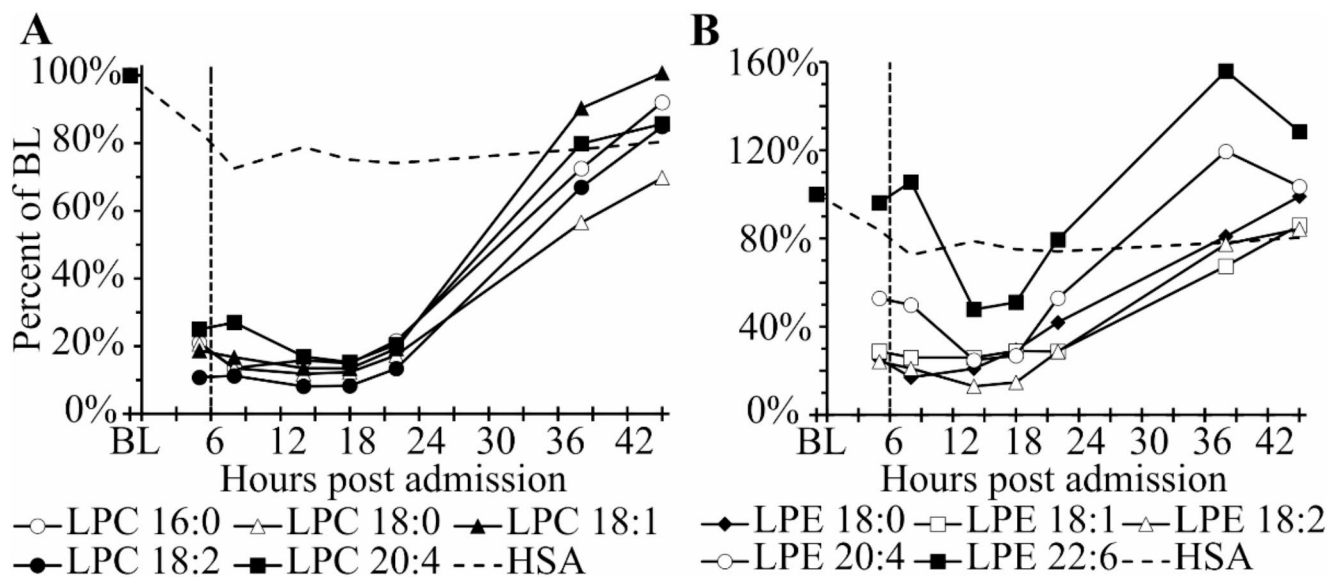 A
B
Percent of BL
100%
80%
60%
40%
20%
0%
BL 6 12 18 24 30 36 42
Hours post admission
LPC 16:0 LPC 18:0 LPC 18:1
LPC 18:2 LPC 20:4 HSA
160%
120%
80%
40%
0%
BL 6 12 18 24 30 36 42
Hours post admission
LPE 18:0 LPE 18:1 LPE 18:2
LPE 20:4 LPE 22:6 HSA